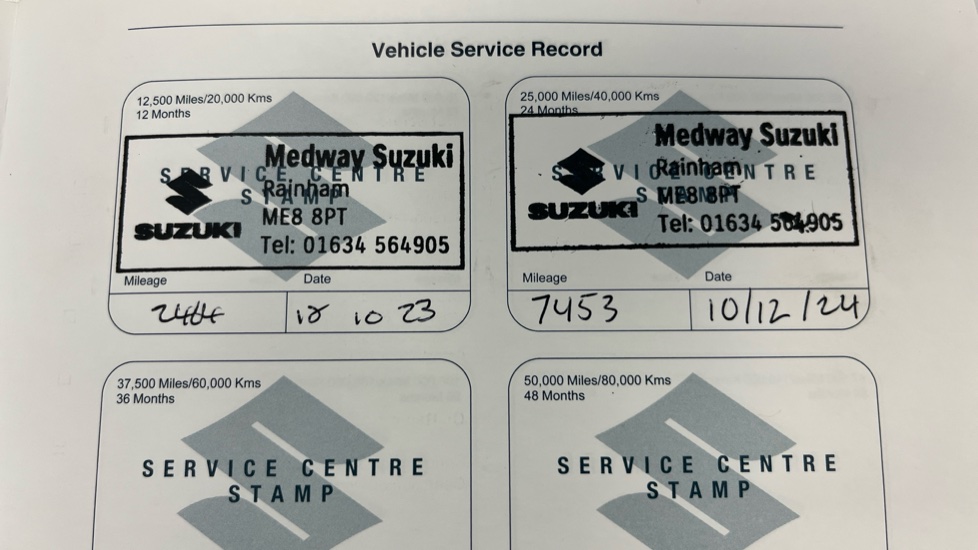 Vehicle Service Record
12,500 Miles/20,000 Kms
12 Months
SERVICE CENTRE
STAMP
Medway Suzuki
Rainham
ME8 8PT
Tel: 01634 564905
SUZUKI
Mileage Date
12 10 23
25,000 Miles/40,000 Kms
24 Months
SERVICE CENTRE
STAMP
Medway Suzuki
Rainham
ME8 8PT
Tel: 01634 564905
SUZUKI
Mileage Date
7453 10/12/24
37,500 Miles/60,000 Kms
36 Months
SERVICE CENTRE
STAMP
50,000 Miles/80,000 Kms
48 Months
SERVICE CENTRE
STAMP